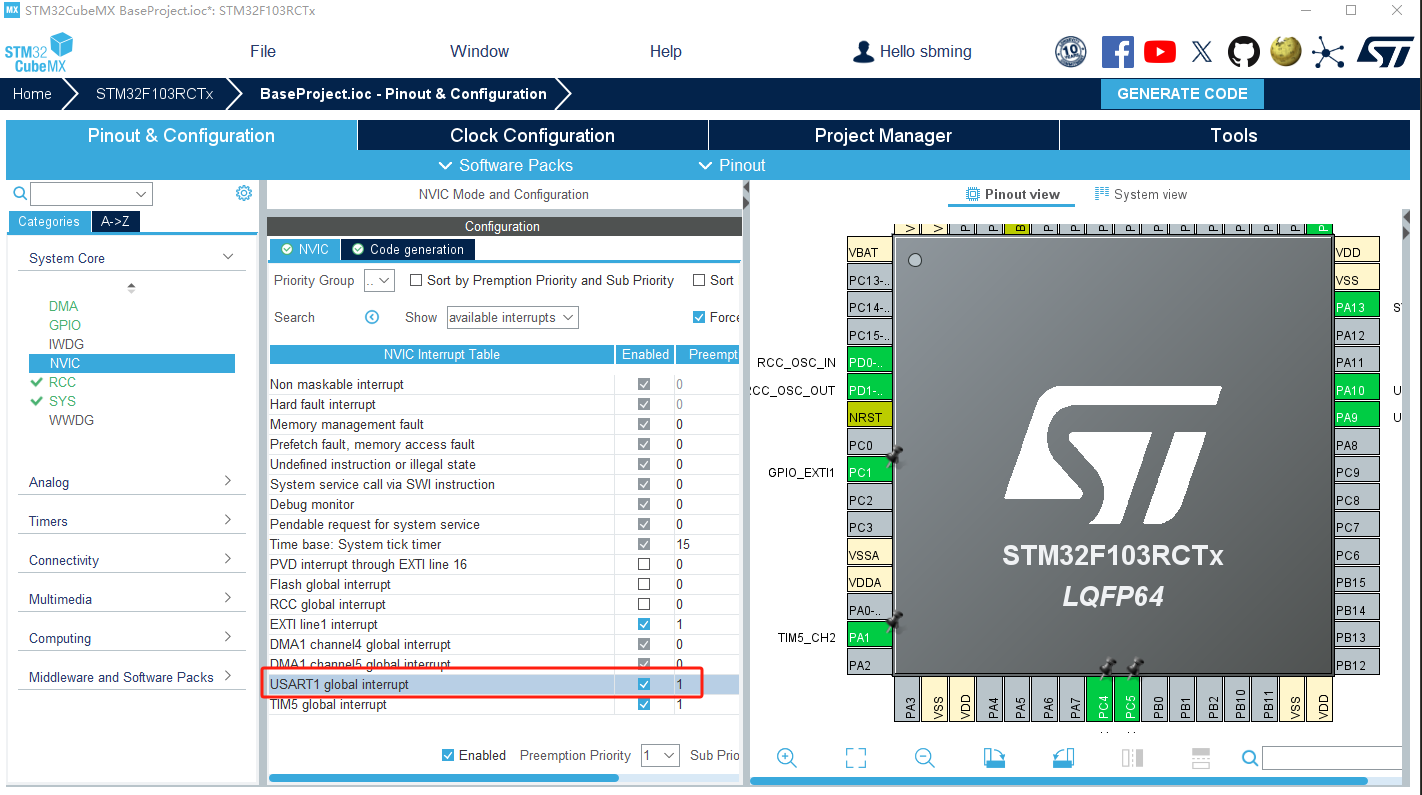 MX STM32CubeMX BaseProject.ioc*: STM32F103RCTx
STM32 CubeMX
File Window Help Hello sbming
10
Home STM32F103RCTx BaseProject.ioc - Pinout & Configuration GENERATE CODE
Pinout & Configuration Clock Configuration Project Manager Tools
Software Packs Pinout
NVIC Mode and Configuration
Pinout view System view
Categories A->Z
Configuration
System Core
NVIC Code generation
Priority Group .. Sort by Premption Priority and Sub Priority Sort
Search Show available interrupts Force
NVIC Interrupt Table Enabled Preempt
DMA
GPIO
IWDG
NVIC
RCC
SYS
WWDG
Analog
Timers
Connectivity
Multimedia
Computing
Middleware and Software Packs
Non maskable interrupt 0
Hard fault interrupt 0
Memory management fault 0
Prefetch fault, memory access fault 0
Undefined instruction or illegal state 0
System service call via SWI instruction 0
Debug monitor 0
Pendable request for system service 0
Time base: System tick timer 15
PVD interrupt through EXTI line 16 0
Flash global interrupt 0
RCC global interrupt 0
EXTI line1 interrupt 1
DMA1 channel4 global interrupt 0
DMA1 channel5 global interrupt 0
USART1 global interrupt 1
TIM5 global interrupt 1
Enabled Preemption Priority 1 Sub Prio
VBAT
PC13-..
PC14-..
PC15-..
RCC_OSC_IN PD0-..
RCC_OSC_OUT PD1-..
NRST
PC0
GPIO_EXTI1 PC1
PC2
PC3
VSSA
VDDA
PA0-..
TIM5_CH2 PA1
PA2
STM32F103RCTx
LQFP64
VDD
VSS
PA13
PA12
PA11
PA10
PA9
PA8
PC9
PC8
PC7
PC6
PB15
PB14
PB13
PB12
PA3 VSS VDD PA4 PA5 PA6 PA7 PC4 PC5 PB0 PB1 PB2 PB10 PB11 VSS VDD